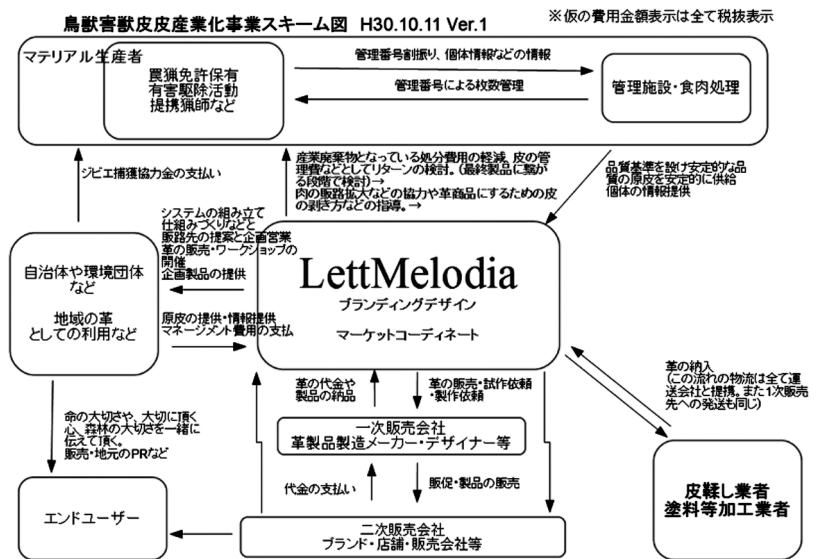 鳥獣害獣皮皮産業化事業スキーム図 H30.10.11 Ver.1
※仮の費用金額表示は全て税抜表示
マテリアル生産者
罠猟免許保有
有害駆除活動
提携猟師など
管理番号割振り、個体情報などの情報
管理番号による枚数管理
管理施設・食肉処理
ジビエ捕獲協力金の支払い
産業廃棄物となっている処分費用の軽減、皮の管
理費などとしてリターンの検討。(最終製品に繋が
る段階で検討)→
肉の販路拡大などの協力や革商品にするための皮
の剥き方などの指導。→
品質基準を設け安定的な品
質の原皮を安定的に供給
個体の情報提供
システムの組み立て
仕組みづくりなどと
販路先の提案と企画営業
革の販売・ワークショップの
開催
企画製品の提供
自治体や環境団体
など
地域の革
としての利用など
原皮の提供・情報提供
マネージメント費用の支払
LettMelodia
ブランディングデザイン
マーケットコーディネート
革の納入
(この流れの物流は全て運
送会社と提携。また1次販売
先への発送も同じ)
革の代金や
製品の納品
革の販売・試作依頼
・製作依頼
命の大切さや、大切に頂く
心、森林の大切さを一緒に
伝えて頂く。
販売・地元のPRなど
一次販売会社
革製品製造メーカー・デザイナー等
代金の支払い
販促・製品の販売
エンドユーザー
二次販売会社
ブランド・店舗・販売会社等
皮鞣し業者
塗料等加工業者